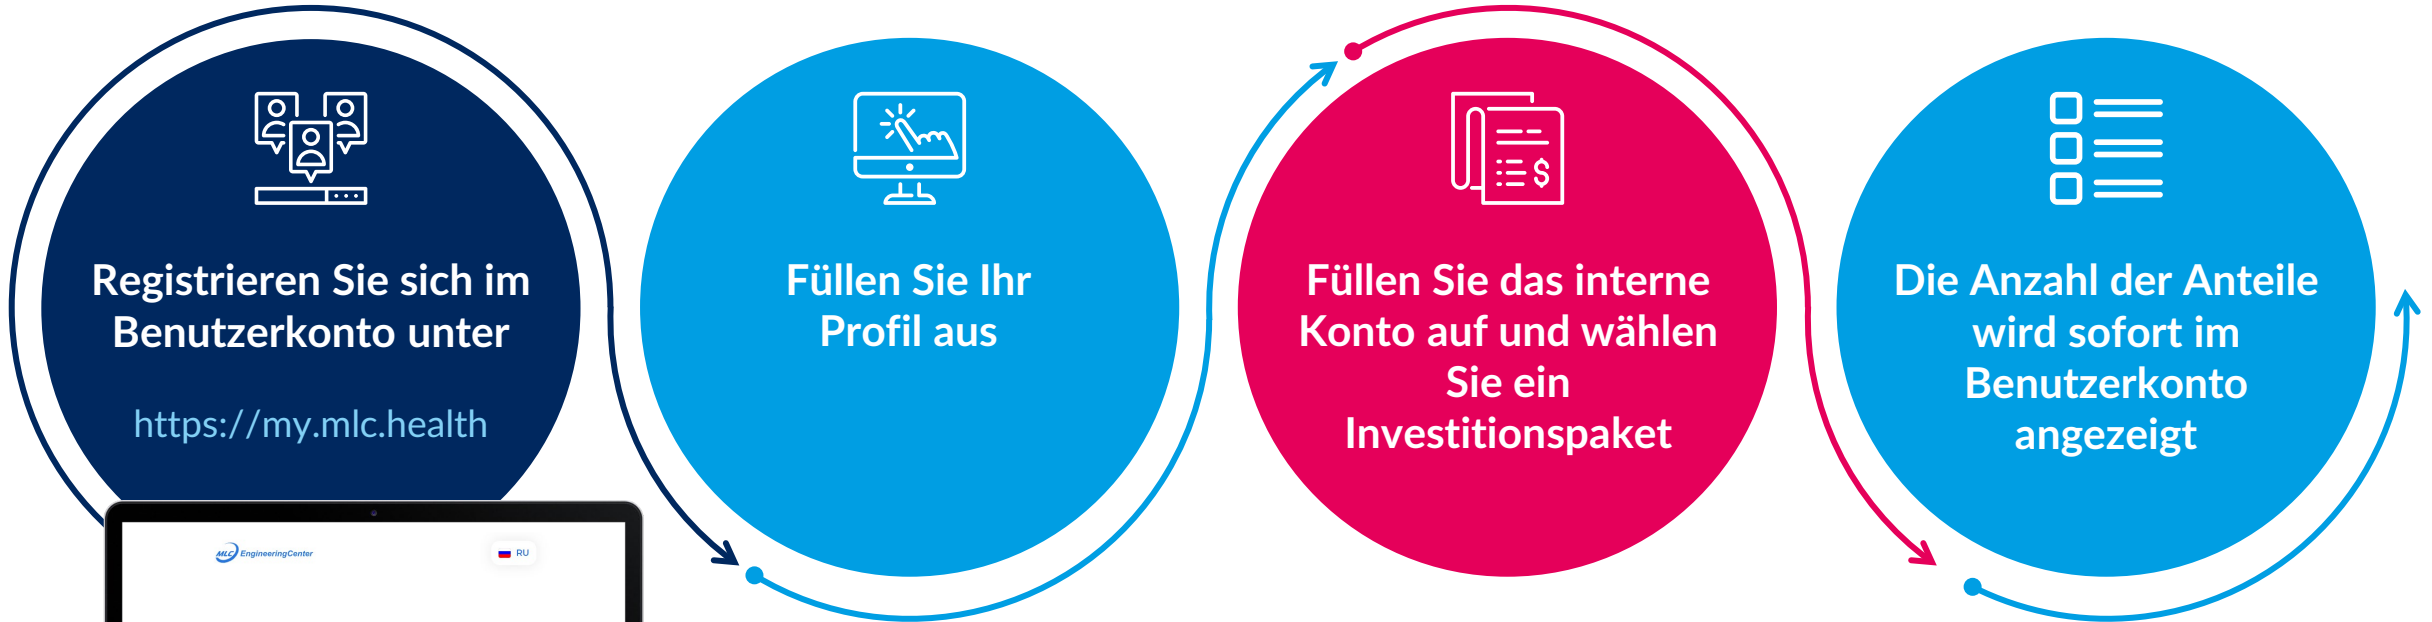 Registrieren Sie sich im
Benutzerkonto unter
https://my.mlc.health
MLC EngineeringCenter
RU
Füllen Sie Ihr
Profil aus
Füllen Sie das interne
Konto auf und wählen
Sie ein
Investitionspaket
$
Die Anzahl der Anteile
wird sofort im
Benutzerkonto
angezeigt